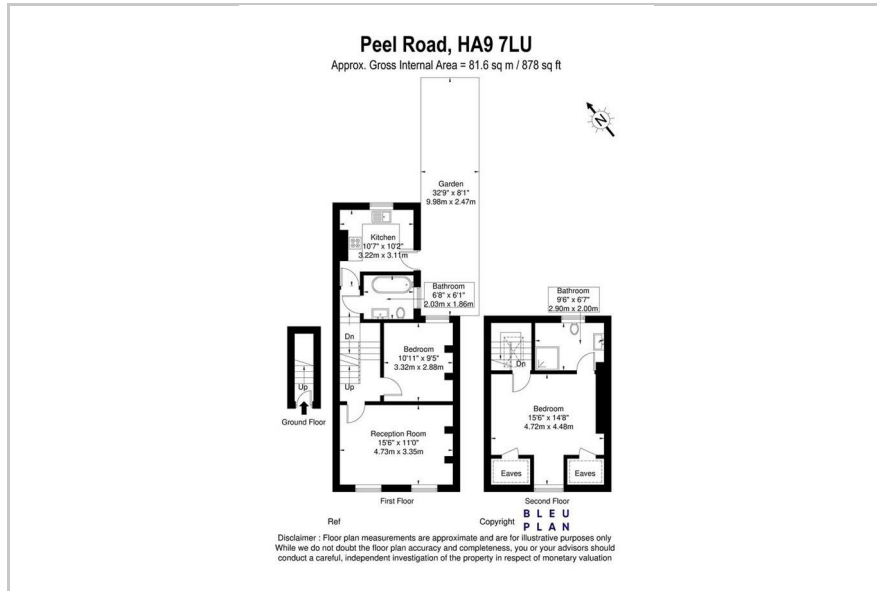 Peel Road, HA9 7LU
Approx. Gross Internal Area = 81.6 sq m / 878 sq ft
N
Garden
32'9" x 8'1"
9.98m x 2.47m
Kitchen
10'7" x 10'2"
3.22m x 3.11m
Bathroom
6'8" x 6'1"
2.03m x 1.86m
Bathroom
9'6" x 6'7"
2.90m x 2.00m
Dn
Up
Bedroom
10'11" x 9'5"
3.32m x 2.88m
Dn
Up
Ground Floor
Reception Room
15'6" x 11'0"
4.73m x 3.35m
Bedroom
15'6" x 14'8"
4.72m x 4.48m
Eaves
Eaves
First Floor
Second Floor
Ref
Copyright
BLEU
PLAN
Disclaimer : Floor plan measurements are approximate and are for illustrative purposes only
While we do not doubt the floor plan accuracy and completeness, you or your advisors should
conduct a careful, independent investigation of the property in respect of monetary valuation